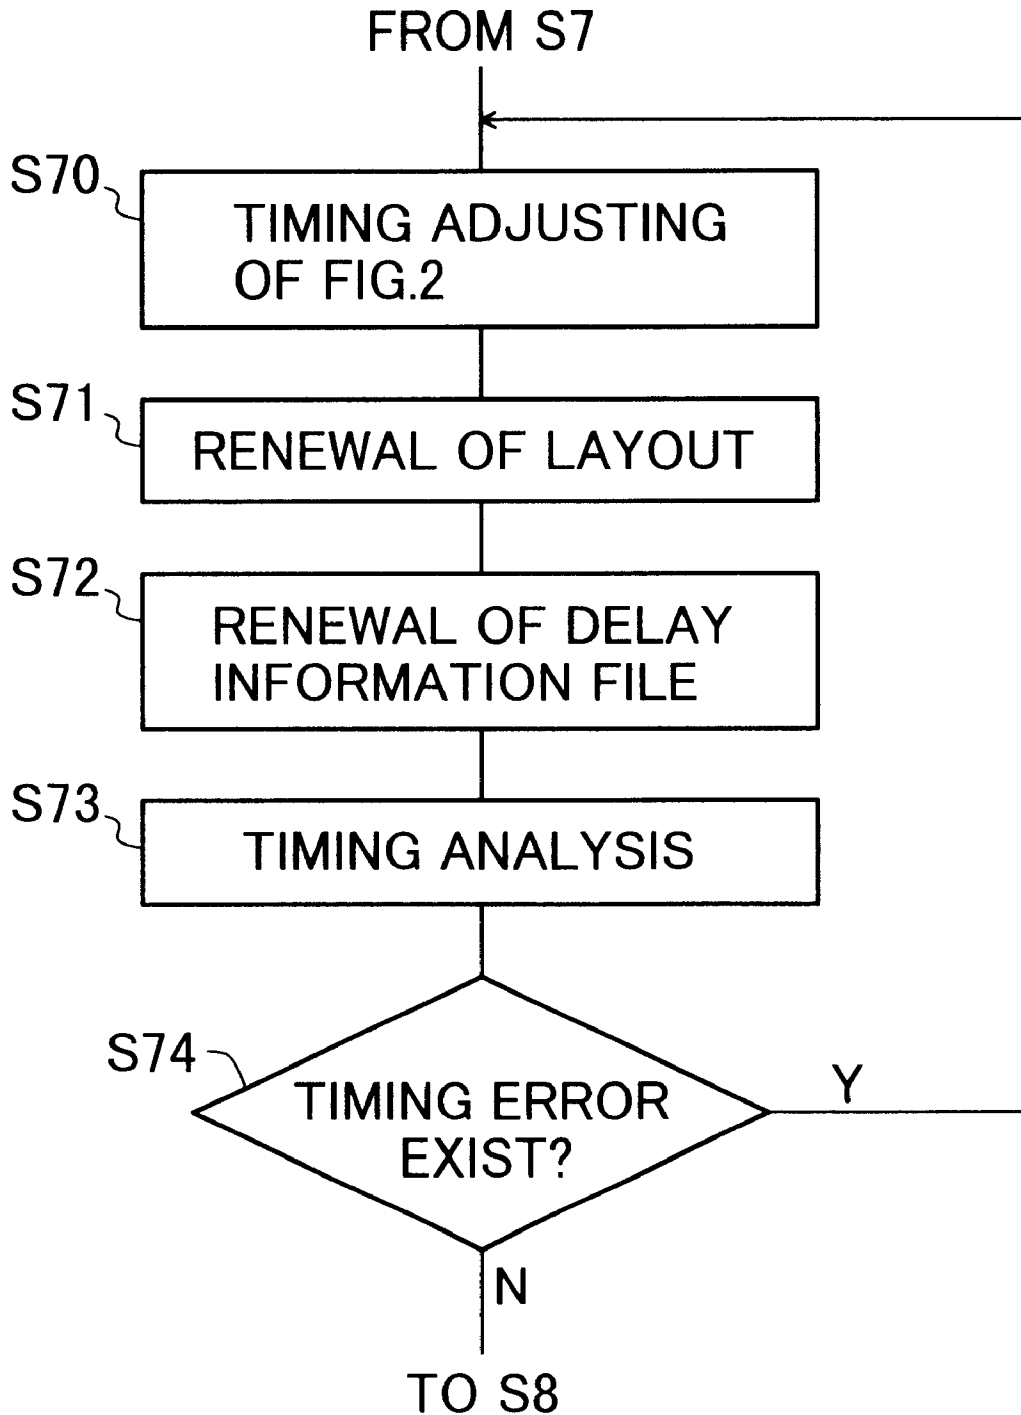 FROM S7
S70
TIMING ADJUSTING
OF FIG.2
S71
RENEWAL OF LAYOUT
S72
RENEWAL OF DELAY
INFORMATION FILE
S73
TIMING ANALYSIS
S74
TIMING ERROR
EXIST?
Y
N
TO S8